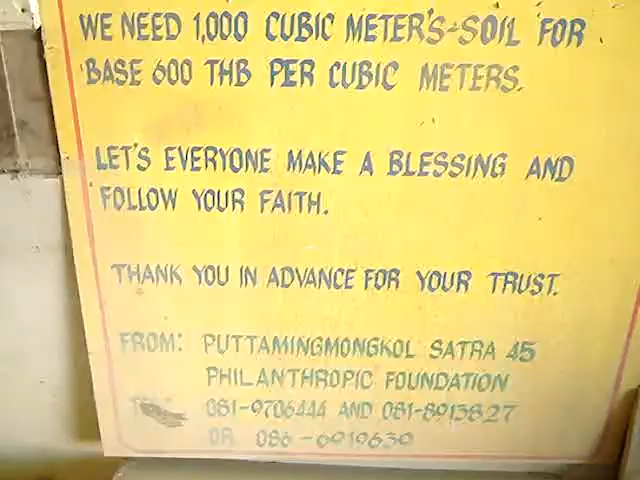 WE NEED 1,000 CUBIC METER'S-SOIL FOR
BASE 600 THB PER CUBIC METERS.
LET'S EVERYONE MAKE A BLESSING AND
FOLLOW YOUR FAITH.
THANK YOU IN ADVANCE FOR YOUR TRUST.
FROM: PUTTAMINGMONGKOL SATRA 45
PHILANTHROPIC FOUNDATION
081-9706444 AND 081-8913827
OR 086-6919639